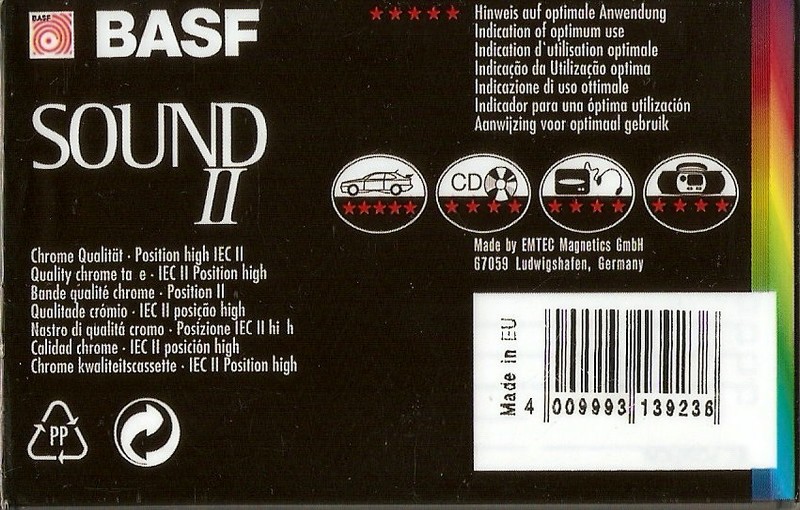 BASF
BASF
SOUND
II
★★★★★ Hinweis auf optimale Anwendung
Indication of optimum use
Indication d'utilisation optimale
Indicação da Utilização optima
Indicazione di uso ottimale
Indicador para una óptima utilización
Aanwijzing voor optimaal gebruik
CD
Made by EMTEC Magnetics GmbH
67059 Ludwigshafen, Germany
Chrome Qualität · Position high IEC II
Quality chrome ta e · IEC II Position high
Bande qualité chrome · Position II
Qualitade crómio · IEC II posição high
Nastro di qualitá cromo · Posizione IEC II hi h
Calidad chrome · IEC II posición high
Chrome kwaliteitscassette · IEC II Position high
PP
Made in EU
4 009993 139236